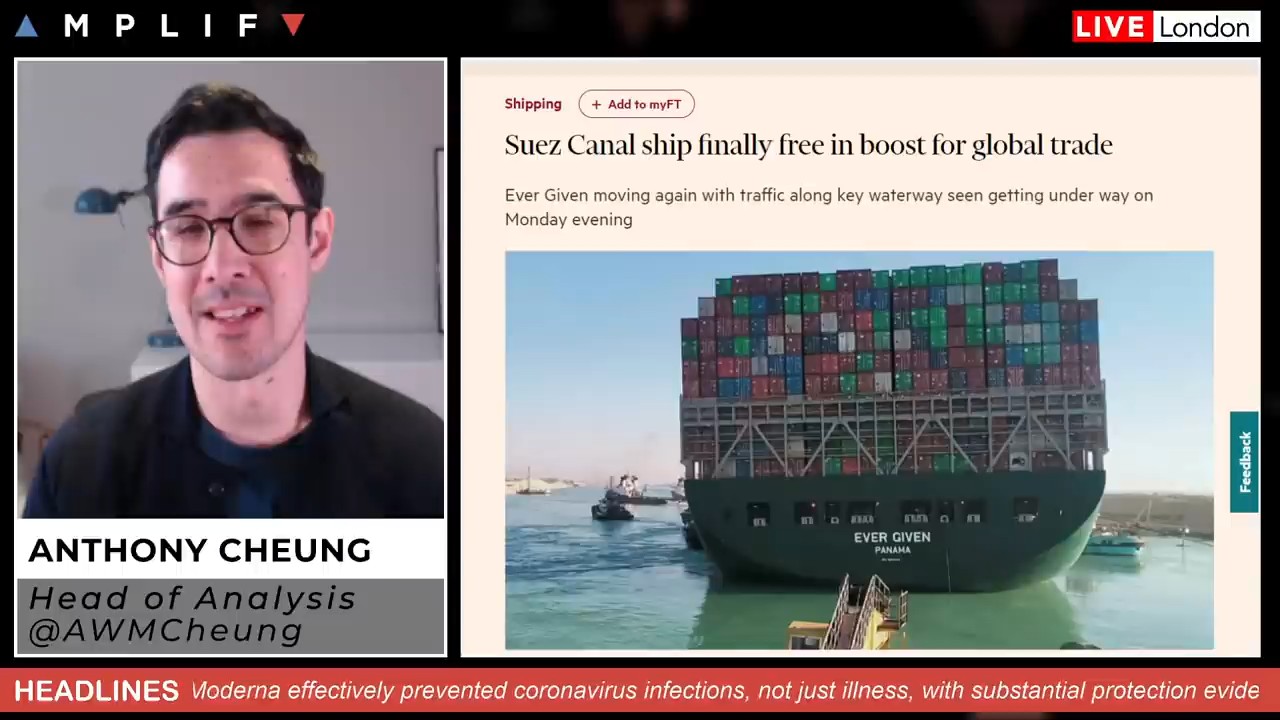 AMPLIFY
LIVE London
Shipping
+ Add to myFT
Suez Canal ship finally free in boost for global trade
Ever Given moving again with traffic along key waterway seen getting under way on
Monday evening
EVER GIVEN
PANAMA
Feedback
ANTHONY CHEUNG
Head of Analysis
@AWMCheung
HEADLINES Moderna effectively prevented coronavirus infections, not just illness, with substantial protection evide